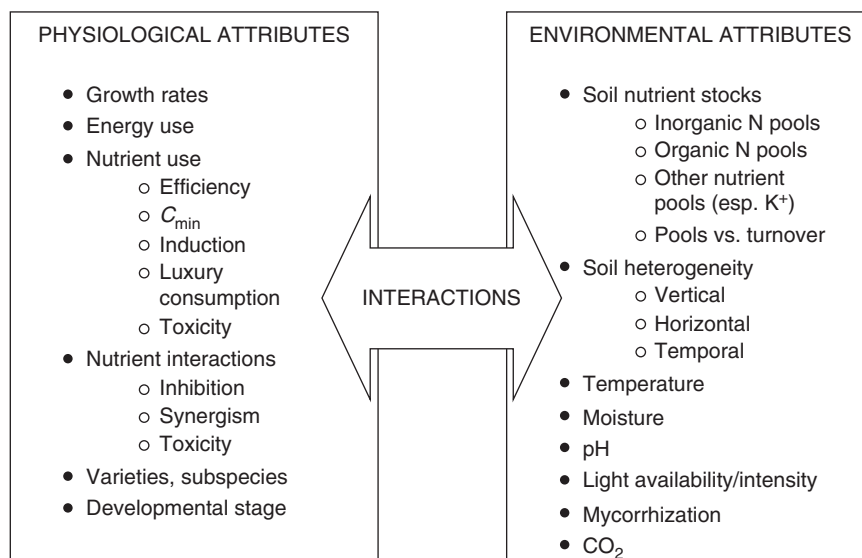 PHYSIOLOGICAL ATTRIBUTES
• Growth rates
• Energy use
• Nutrient use
○ Efficiency
○ Cmin
○ Induction
○ Luxury
consumption
○ Toxicity
• Nutrient interactions
○ Inhibition
○ Synergism
○ Toxicity
• Varieties, subspecies
• Developmental stage
INTERACTIONS
ENVIRONMENTAL ATTRIBUTES
• Soil nutrient stocks
○ Inorganic N pools
○ Organic N pools
○ Other nutrient
pools (esp. K⁺)
○ Pools vs. turnover
• Soil heterogeneity
○ Vertical
○ Horizontal
○ Temporal
• Temperature
• Moisture
• pH
• Light availability/intensity
• Mycorrhization
• CO₂